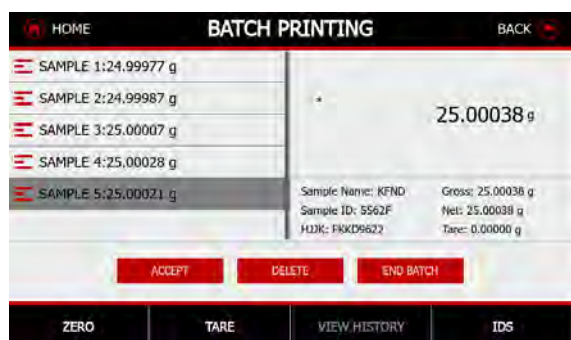 HOME
BATCH PRINTING
BACK
SAMPLE 1:24.99977 g
SAMPLE 2:24.99987 g
SAMPLE 3:25.00007 g
SAMPLE 4:25.00028 g
SAMPLE 5:25.00021 g
*
25.00038 g
Sample Name: KFND
Gross: 25.00038 g
Sample ID: 5562F
Net: 25.00038 g
HJJK: FKKD9622
Tare: 0.00000 g
ACCEPT
DELETE
END BATCH
ZERO
TARE
VIEW HISTORY
IDS